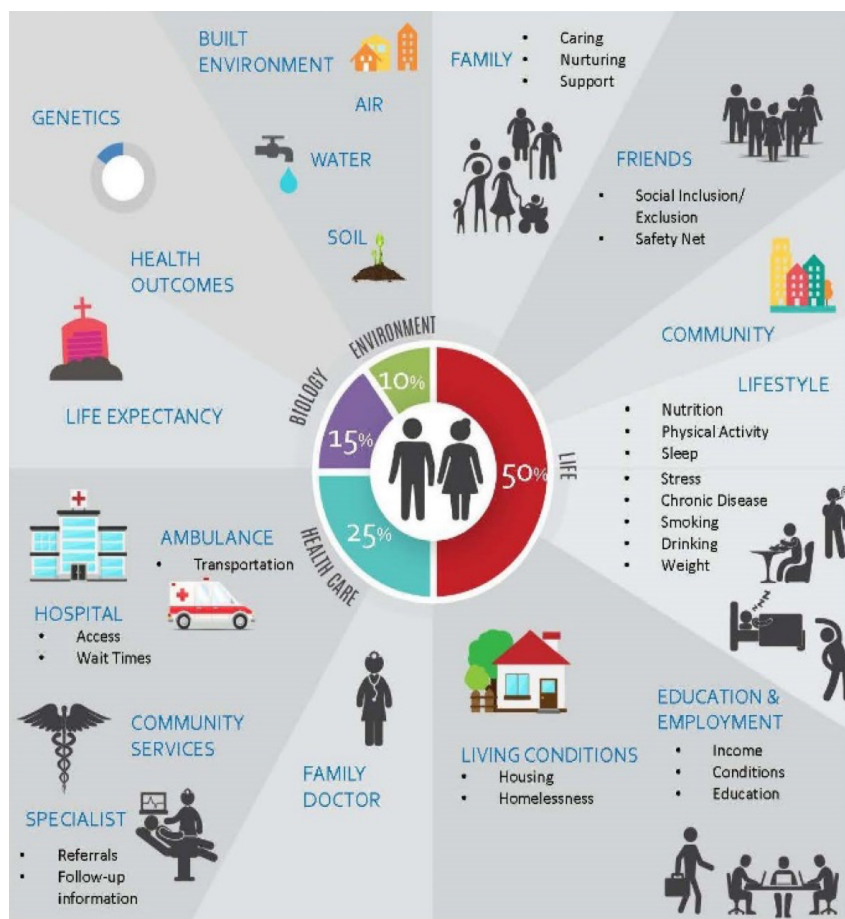 BUILT
ENVIRONMENT
AIR
WATER
SOIL
GENETICS
HEALTH
OUTCOMES
LIFE EXPECTANCY
FAMILY
• Caring
• Nurturing
• Support
FRIENDS
• Social Inclusion/
Exclusion
• Safety Net
COMMUNITY
LIFESTYLE
• Nutrition
• Physical Activity
• Sleep
• Stress
• Chronic Disease
• Smoking
• Drinking
• Weight
ENVIRONMENT
10%
BIOLOGY
15%
LIFE
50%
HEALTH CARE
25%
AMBULANCE
• Transportation
HOSPITAL
• Access
• Wait Times
COMMUNITY
SERVICES
SPECIALIST
• Referrals
• Follow-up
information
FAMILY
DOCTOR
LIVING CONDITIONS
• Housing
• Homelessness
EDUCATION &
EMPLOYMENT
• Income
• Conditions
• Education